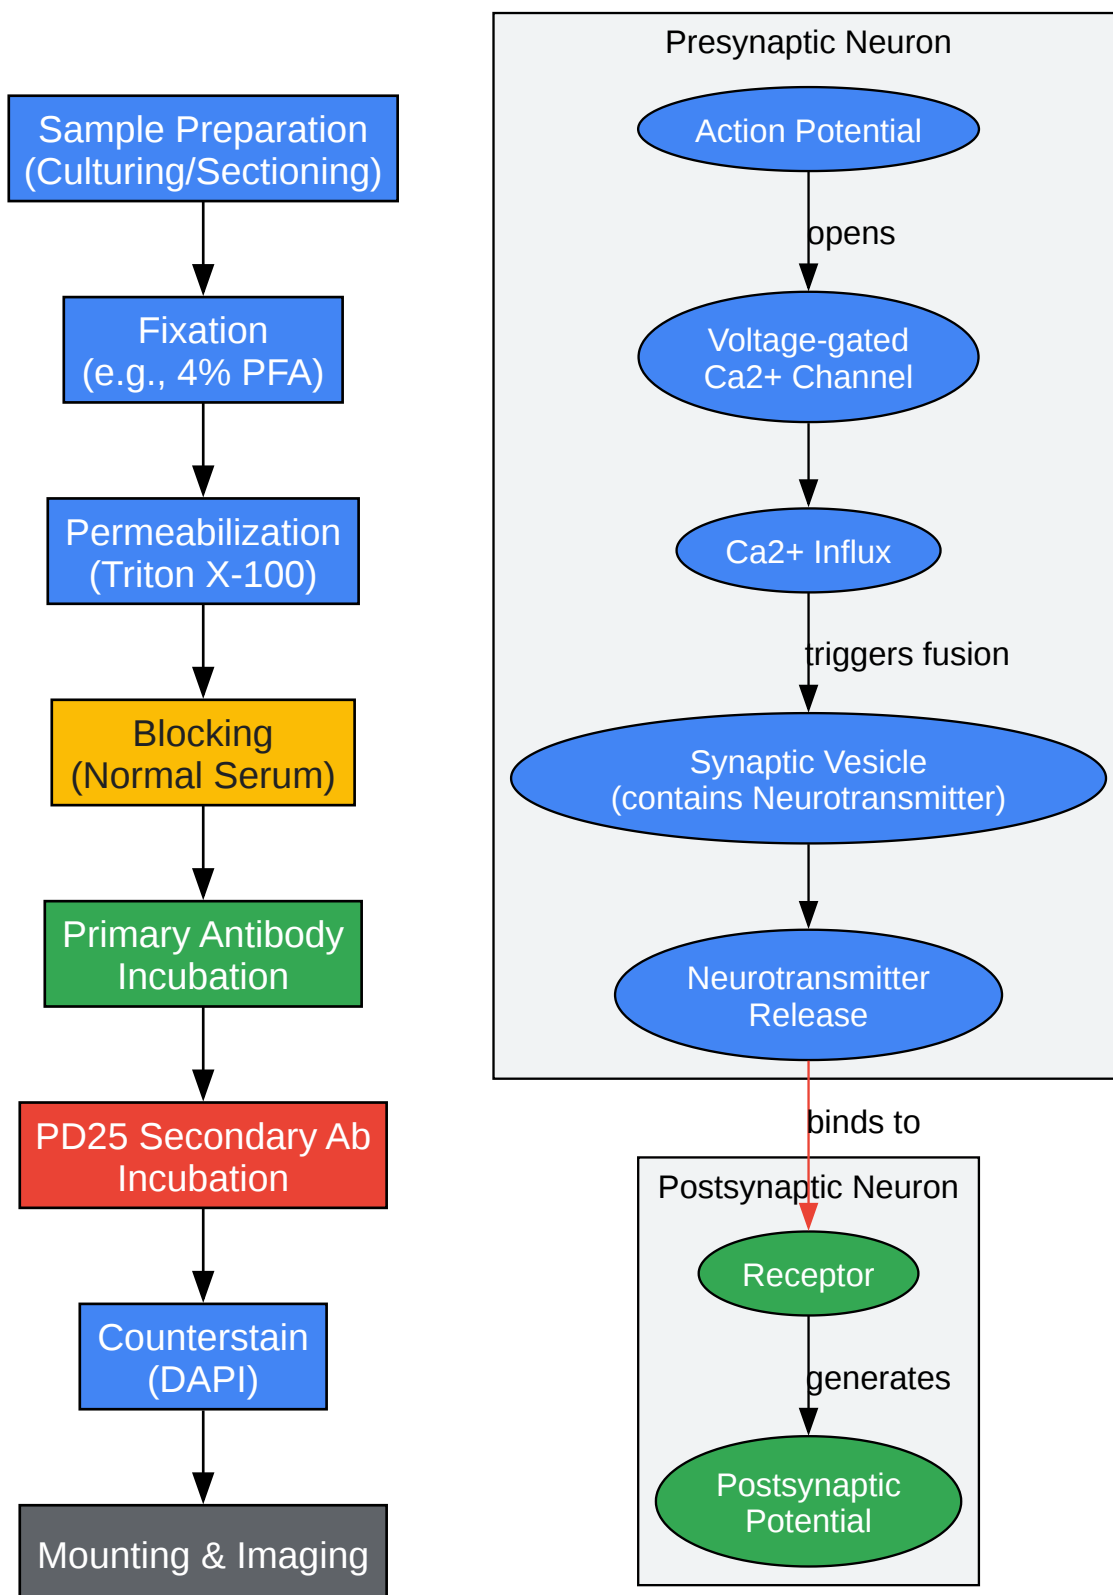 Sample Preparation
(Culturing/Sectioning)
Fixation
(e.g., 4% PFA)
Permeabilization
(Triton X-100)
Blocking
(Normal Serum)
Primary Antibody
Incubation
PD25 Secondary Ab
Incubation
Counterstain
(DAPI)
Mounting & Imaging
Presynaptic Neuron
Action Potential
opens
Voltage-gated
Ca2+ Channel
Ca2+ Influx
triggers fusion
Synaptic Vesicle
(contains Neurotransmitter)
Neurotransmitter
Release
binds to
Postsynaptic Neuron
Receptor
generates
Postsynaptic
Potential